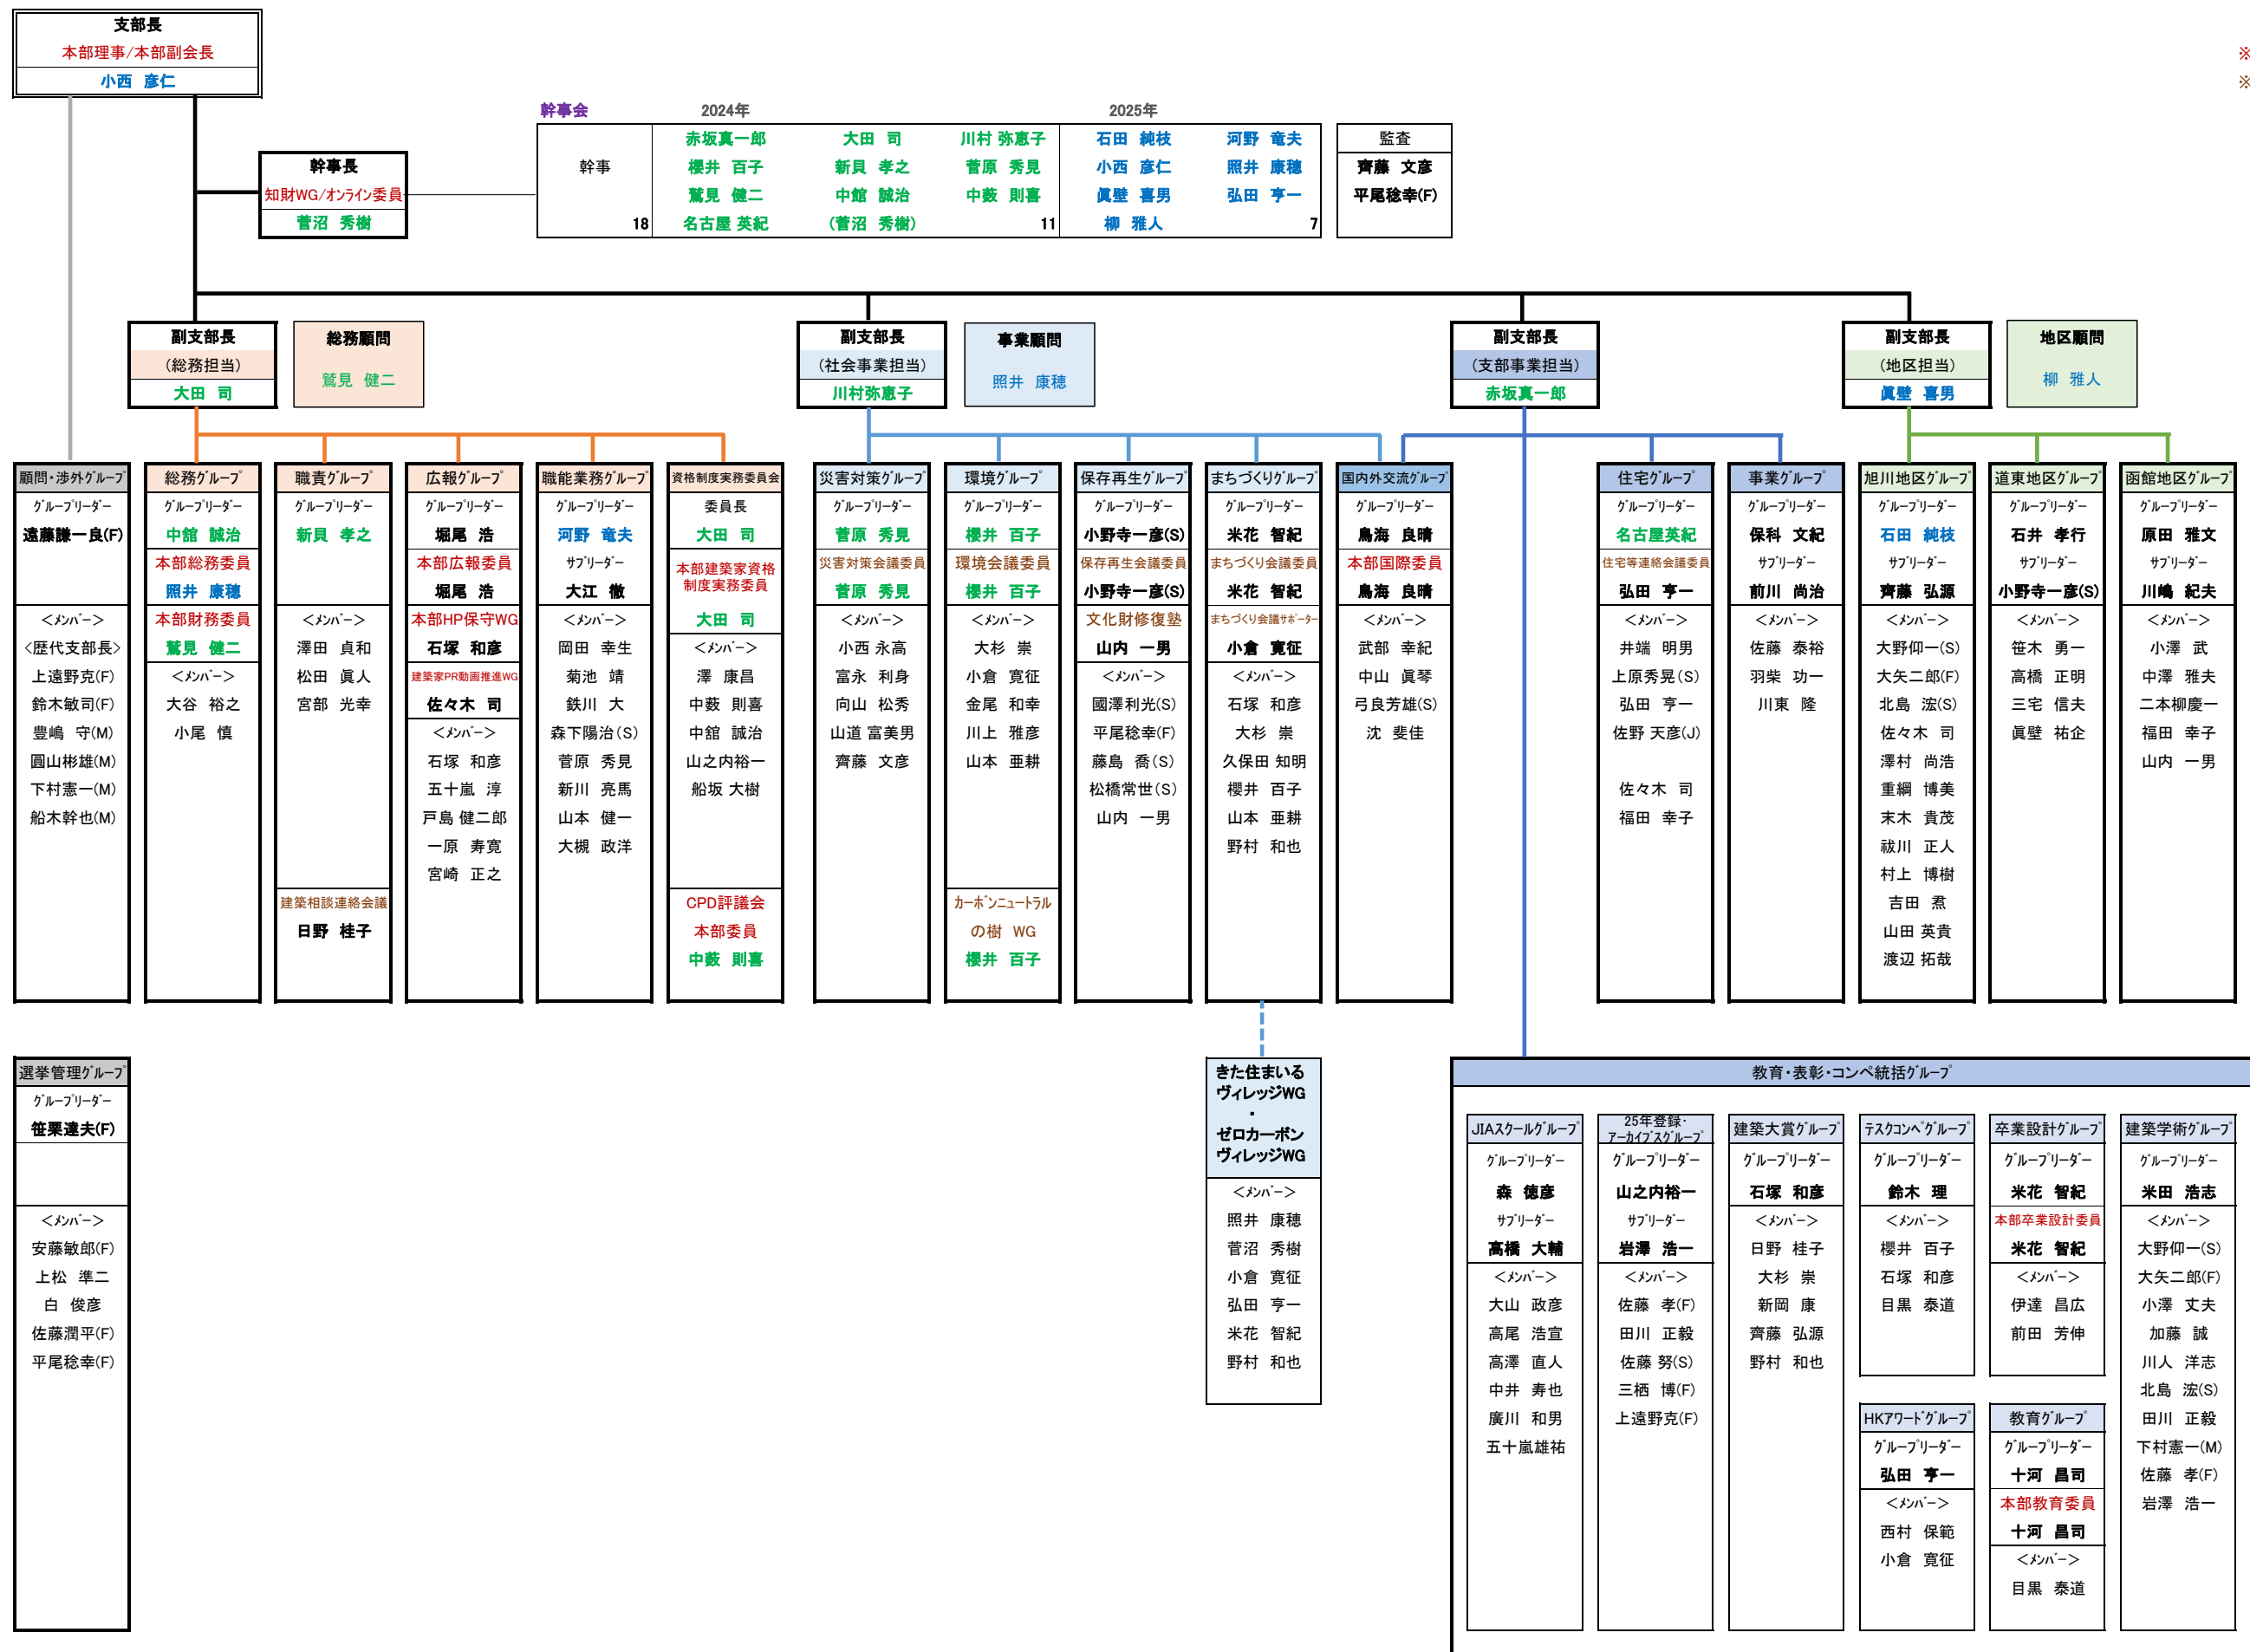 支部長
本部理事/本部副会長
小西 彦仁
※
※
幹事長
知財WG/オンライン委員
菅沼 秀樹
幹事会 2024年 2025年
赤坂真一郎 大田 司 川村 弥恵子 石田 純枝 河野 竜夫
幹事 櫻井 百子 新貝 孝之 菅原 秀見 小西 彦仁 照井 康穂
鷲見 健二 中舘 誠治 中薮 則喜 眞壁 喜男 弘田 亨一
18 名古屋 英紀 (菅沼 秀樹) 11 柳 雅人 7
監査
齊藤 文彦
平尾稔幸(F)
副支部長
(総務担当)
大田 司
総務顧問
鷲見 健二
副支部長
(社会事業担当)
川村弥恵子
事業顧問
照井 康穂
副支部長
(支部事業担当)
赤坂真一郎
副支部長
(地区担当)
眞壁 喜男
地区顧問
柳 雅人
顧問・渉外グループ
グループリーダー
遠藤謙一良(F)
<メンバー>
<歴代支部長>
上遠野克(F)
鈴木敏司(F)
豊嶋 守(M)
圓山彬雄(M)
下村憲一(M)
船木幹也(M)
総務グループ
グループリーダー
中舘 誠治
本部総務委員
照井 康穂
本部財務委員
鷲見 健二
<メンバー>
大谷 裕之
小尾 慎
職責グループ
グループリーダー
新貝 孝之
<メンバー>
澤田 貞和
松田 眞人
宮部 光幸
建築相談連絡会議
日野 桂子
広報グループ
グループリーダー
堀尾 浩
本部広報委員
堀尾 浩
本部HP保守WG
石塚 和彦
建築家PR動画推進WG
佐々木 司
<メンバー>
石塚 和彦
五十嵐 淳
戸島 健二郎
一原 寿寛
宮崎 正之
職能業務グループ
グループリーダー
河野 竜夫
サブリーダー
大江 徹
<メンバー>
岡田 幸生
菊池 靖
鉄川 大
森下陽治(S)
菅原 秀見
新川 亮馬
山本 健一
大槻 政洋
資格制度実務委員会
委員長
大田 司
本部建築家資格
制度実務委員
大田 司
<メンバー>
澤 康昌
中薮 則喜
中舘 誠治
山之内裕一
船坂 大樹
CPD評議会
本部委員
中薮 則喜
災害対策グループ
グループリーダー
菅原 秀見
災害対策会議委員
菅原 秀見
<メンバー>
小西 永高
富永 利身
向山 松秀
山道 富美男
齊藤 文彦
環境グループ
グループリーダー
櫻井 百子
環境会議委員
櫻井 百子
<メンバー>
大杉 崇
小倉 寛征
金尾 和幸
川上 雅彦
山本 亜耕
カーボンニュートラル
の樹 WG
櫻井 百子
保存再生グループ
グループリーダー
小野寺一彦(S)
保存再生会議委員
小野寺一彦(S)
文化財修復塾
山内 一男
<メンバー>
國澤利光(S)
平尾稔幸(F)
藤島 喬(S)
松橋常世(S)
山内 一男
まちづくりグループ
グループリーダー
米花 智紀
まちづくり会議委員
米花 智紀
まちづくり会議サポーター
小倉 寛征
<メンバー>
石塚 和彦
大杉 崇
久保田 知明
櫻井 百子
山本 亜耕
野村 和也
国内外交流グループ
グループリーダー
鳥海 良晴
本部国際委員
鳥海 良晴
<メンバー>
武部 幸紀
中山 眞琴
弓良芳雄(S)
沈 斐佳
住宅グループ
グループリーダー
名古屋英紀
住宅等連絡会議委員
弘田 亨一
<メンバー>
井端 明男
上原秀晃(S)
弘田 亨一
佐野 天彦(J)
佐々木 司
福田 幸子
事業グループ
グループリーダー
保科 文紀
サブリーダー
前川 尚治
<メンバー>
佐藤 泰裕
羽柴 功一
川東 隆
旭川地区グループ
グループリーダー
石田 純枝
サブリーダー
齊藤 弘源
<メンバー>
大野仰一(S)
大矢二郎(F)
北島 浤(S)
佐々木 司
澤村 尚浩
重綱 博美
末木 貴茂
祓川 正人
村上 博樹
吉田 煮
山田 英貴
渡辺 拓哉
道東地区グループ
グループリーダー
石井 孝行
サブリーダー
小野寺一彦(S)
<メンバー>
笹木 勇一
高橋 正明
三宅 信夫
眞壁 祐企
函館地区グループ
グループリーダー
原田 雅文
サブリーダー
川嶋 紀夫
<メンバー>
小澤 武
中澤 雅夫
二本柳慶一
福田 幸子
山内 一男
選挙管理グループ
グループリーダー
笹栗達夫(F)
<メンバー>
安藤敏郎(F)
上松 準二
白 俊彦
佐藤潤平(F)
平尾稔幸(F)
きた住まいる
ヴィレッジWG
・
ゼロカーボン
ヴィレッジWG
<メンバー>
照井 康穂
菅沼 秀樹
小倉 寛征
弘田 亨一
米花 智紀
野村 和也
教育・表彰・コンペ統括グループ
JIAスクールグループ
グループリーダー
森 徳彦
サブリーダー
高橋 大輔
<メンバー>
大山 政彦
高尾 浩宣
高澤 直人
中井 寿也
廣川 和男
五十嵐雄祐
25年登録・
アーカイブスグループ
グループリーダー
山之内裕一
サブリーダー
岩澤 浩一
<メンバー>
佐藤 孝(F)
田川 正毅
佐藤 努(S)
三栖 博(F)
上遠野克(F)
建築大賞グループ
グループリーダー
石塚 和彦
<メンバー>
日野 桂子
大杉 崇
新岡 康
齊藤 弘源
野村 和也
テスクコンペグループ
グループリーダー
鈴木 理
<メンバー>
櫻井 百子
石塚 和彦
目黒 泰道
HKアワードグループ
グループリーダー
弘田 亨一
<メンバー>
西村 保範
小倉 寛征
卒業設計グループ
グループリーダー
米花 智紀
本部卒業設計委員
米花 智紀
<メンバー>
伊達 昌広
前田 芳伸
教育グループ
グループリーダー
十河 昌司
本部教育委員
十河 昌司
<メンバー>
目黒 泰道
建築学術グループ
グループリーダー
米田 浩志
<メンバー>
大野仰一(S)
大矢二郎(F)
小澤 丈夫
加藤 誠
川人 洋志
北島 浤(S)
田川 正毅
下村憲一(M)
佐藤 孝(F)
岩澤 浩一